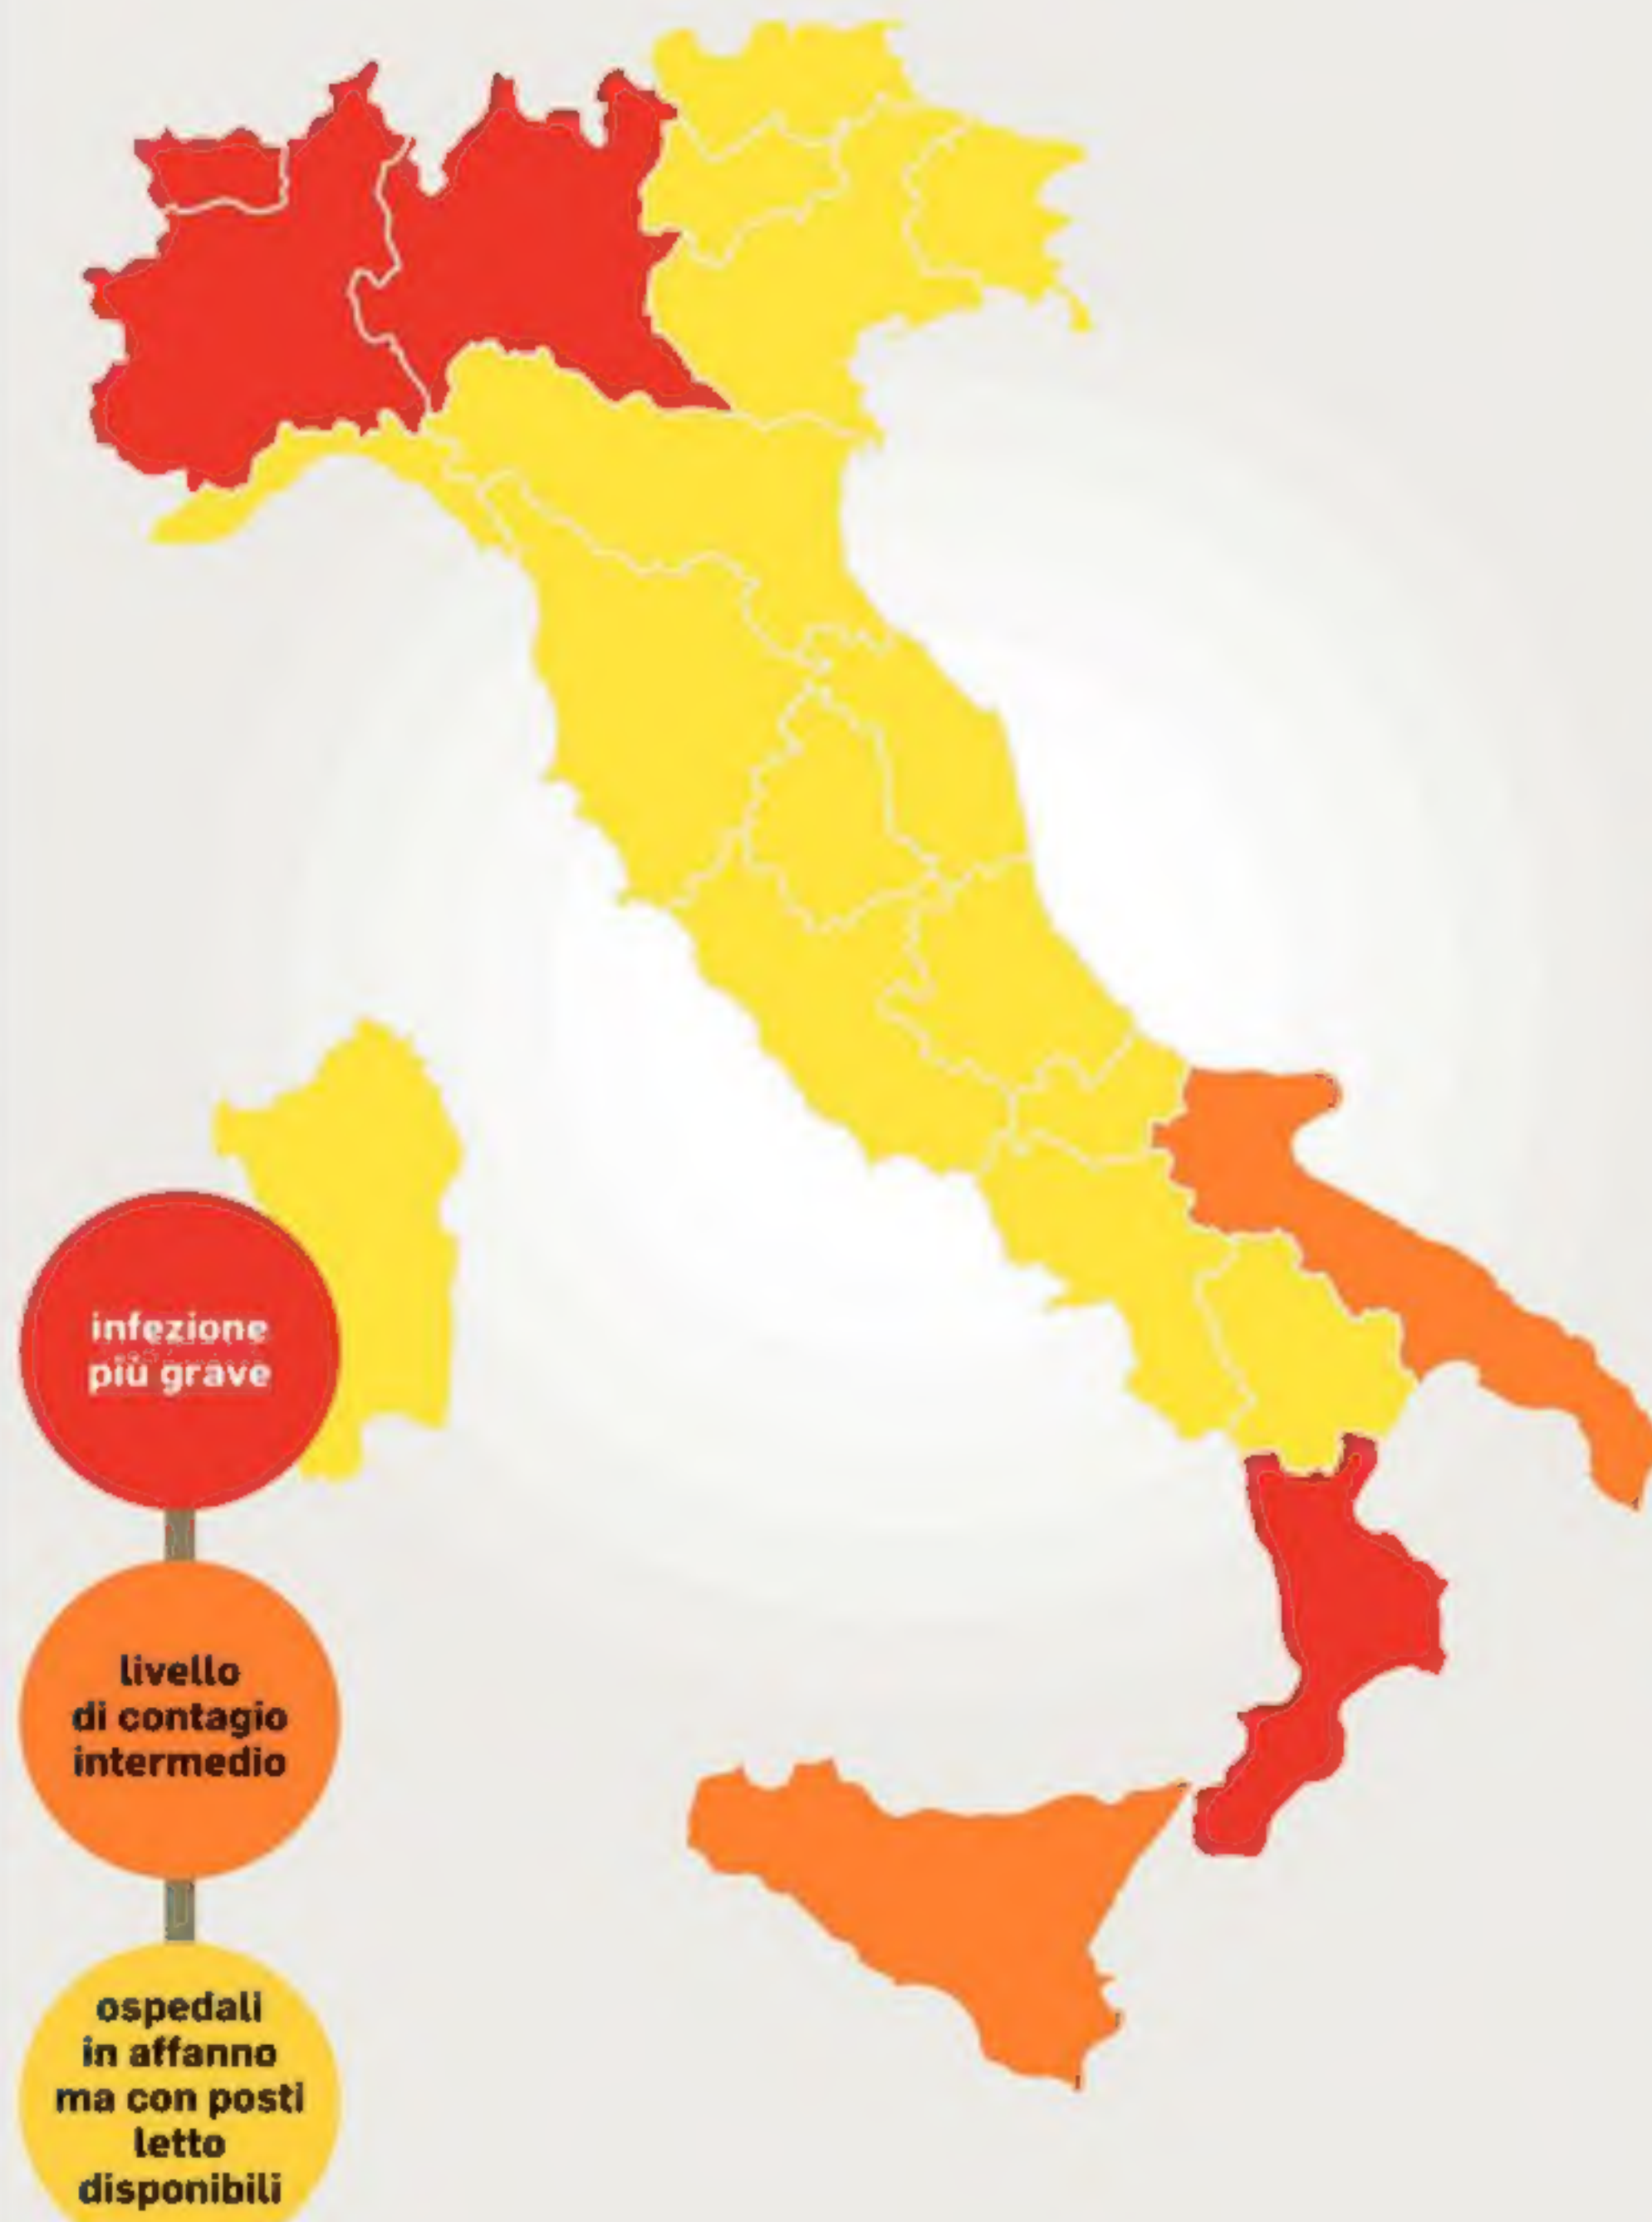 infezione
più grave
livello
di contagio
intermedio
ospedali
in affanno
ma con posti
letto
disponibili